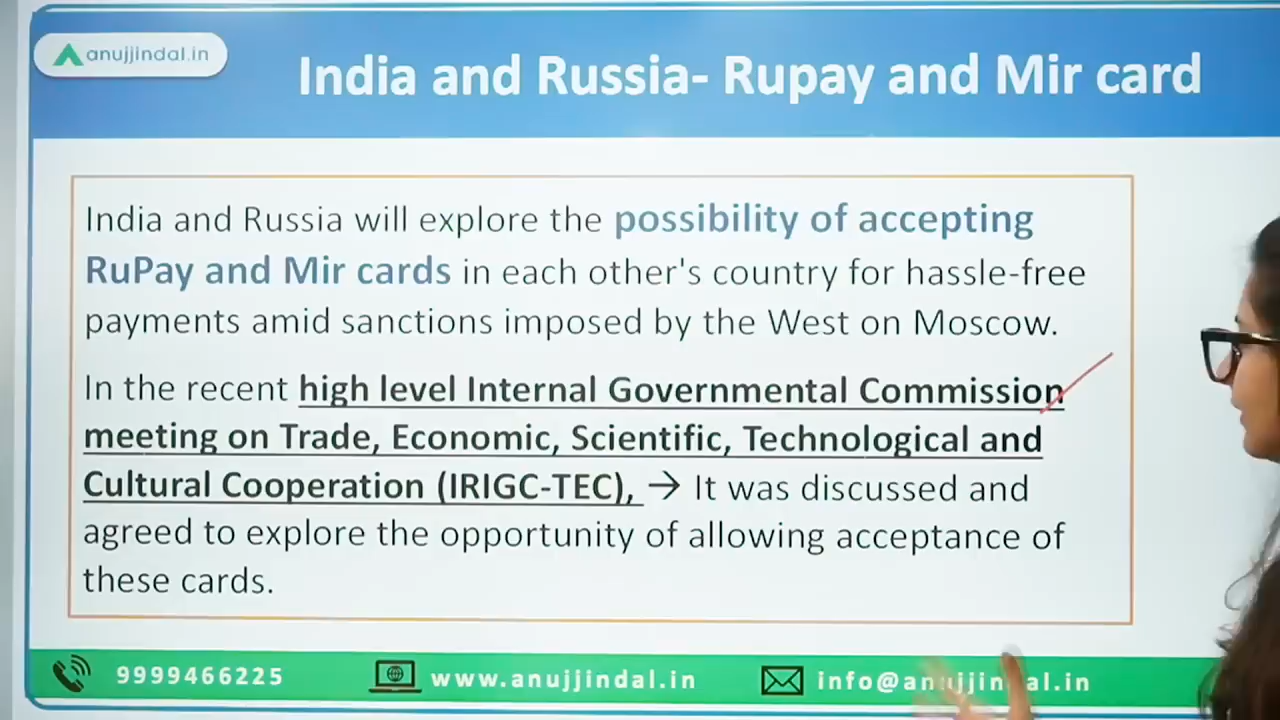 anujjindal.in
India and Russia- Rupay and Mir card
India and Russia will explore the possibility of accepting
RuPay and Mir cards in each other's country for hassle-free
payments amid sanctions imposed by the West on Moscow.
In the recent high level Internal Governmental Commission
meeting on Trade, Economic, Scientific, Technological and
Cultural Cooperation (IRIGC-TEC), → It was discussed and
agreed to explore the opportunity of allowing acceptance of
these cards.
9999466225
www.anujjindal.in
info@anujjindal.in